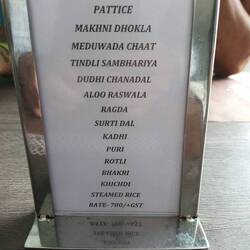 PATTICE
MAKHNI DHOKLA
MEDUWADA CHAAT
TINDLI SAMBHARIYA
DUDHI CHANADAL
ALOO RASWALA
RAGDA
SURTI DAL
KADHI
PURI
ROTLI
BHAKRI
KHICHDI
STEAMED RICE
RATE- 700/+GST